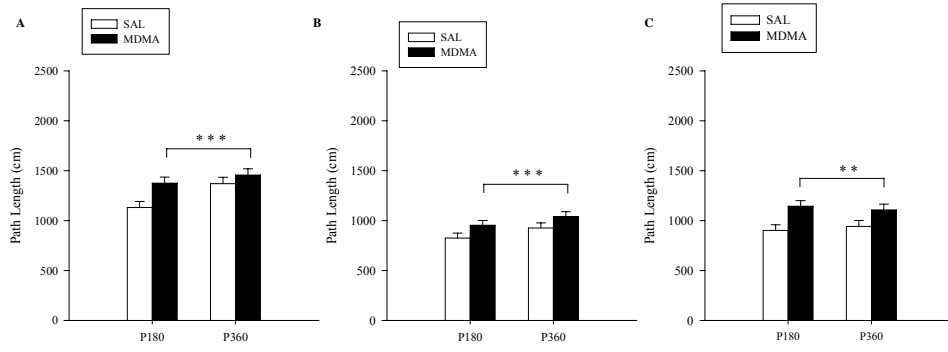 A
SAL
MDMA
2500
2000
1500
1000
500
0
Path Length (cm)
* * *
P180
P360
B
SAL
MDMA
2500
2000
1500
1000
500
0
Path Length (cm)
* * *
P180
P360
C
SAL
MDMA
2500
2000
1500
1000
500
0
Path Length (cm)
* *
P180
P360